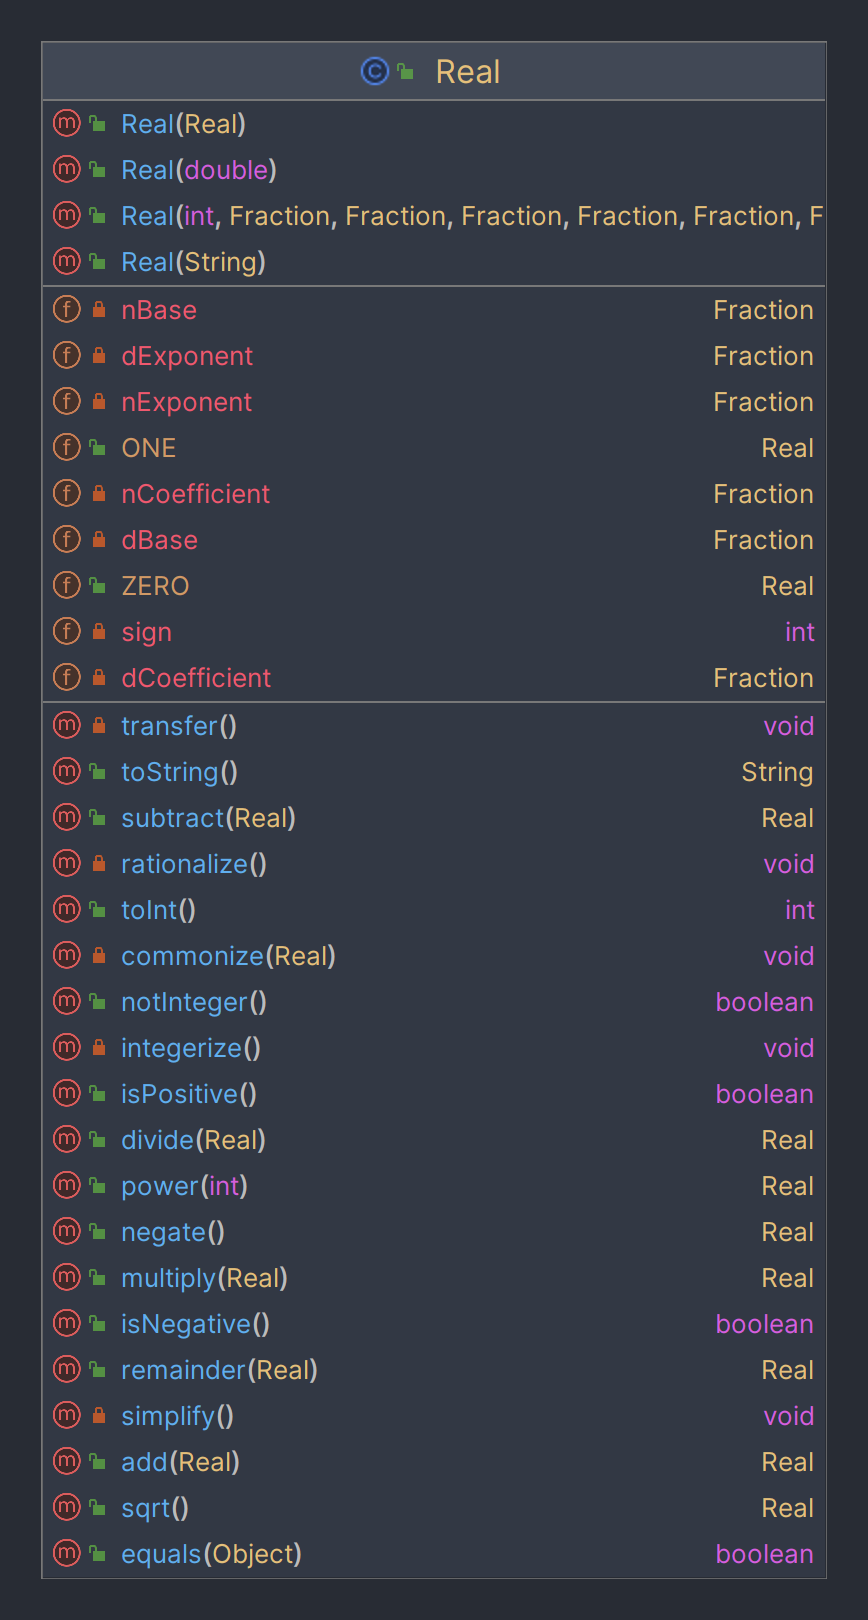 Real
Real(Real)
Real(double)
Real(int, Fraction, Fraction, Fraction, Fraction, Fraction, F
Real(String)
nBase Fraction
dExponent Fraction
nExponent Fraction
ONE Real
nCoefficient Fraction
dBase Fraction
ZERO Real
sign int
dCoefficient Fraction
transfer() void
toString() String
subtract(Real) Real
rationalize() void
toInt() int
commonize(Real) void
notInteger() boolean
integerize() void
isPositive() boolean
divide(Real) Real
power(int) Real
negate() Real
multiply(Real) Real
isNegative() boolean
remainder(Real) Real
simplify() void
add(Real) Real
sqrt() Real
equals(Object) boolean